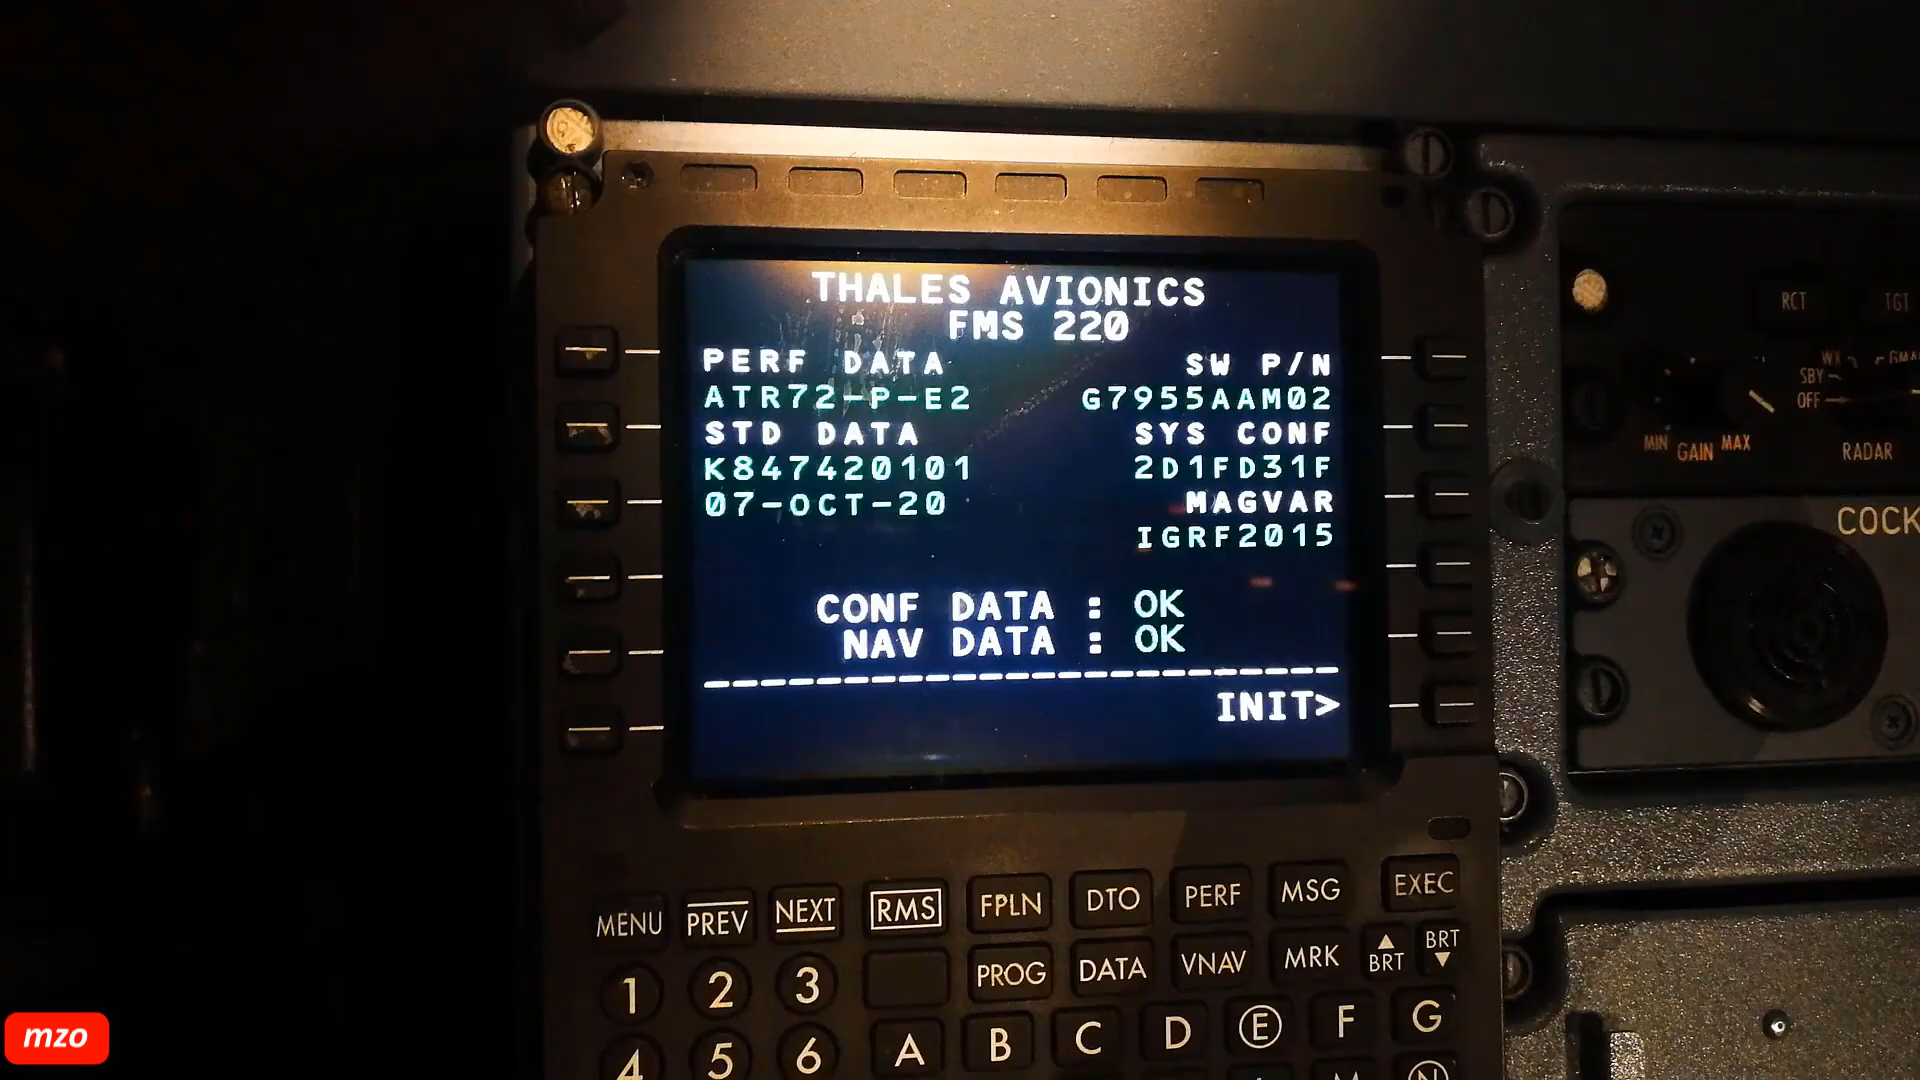 THALES AVIONICS
FMS 220
PERF DATA SW P/N
ATR72-P-E2 G7955AAM02
STD DATA SYS CONF
K847420101 2D1FD31F
07-OCT-20 MAGVAR
IGRF2015
CONF DATA : OK
NAV DATA : OK
INIT>
MENU PREV NEXT RMS FPLN DTO PERF MSG EXEC
PROG DATA VNAV MRK BRT BRT
1 2 3
A B C D E F G
4 5 6
RCT TGT
WX
SBY
OFF
MIN GAIN MAX RADAR
COCK
mzo